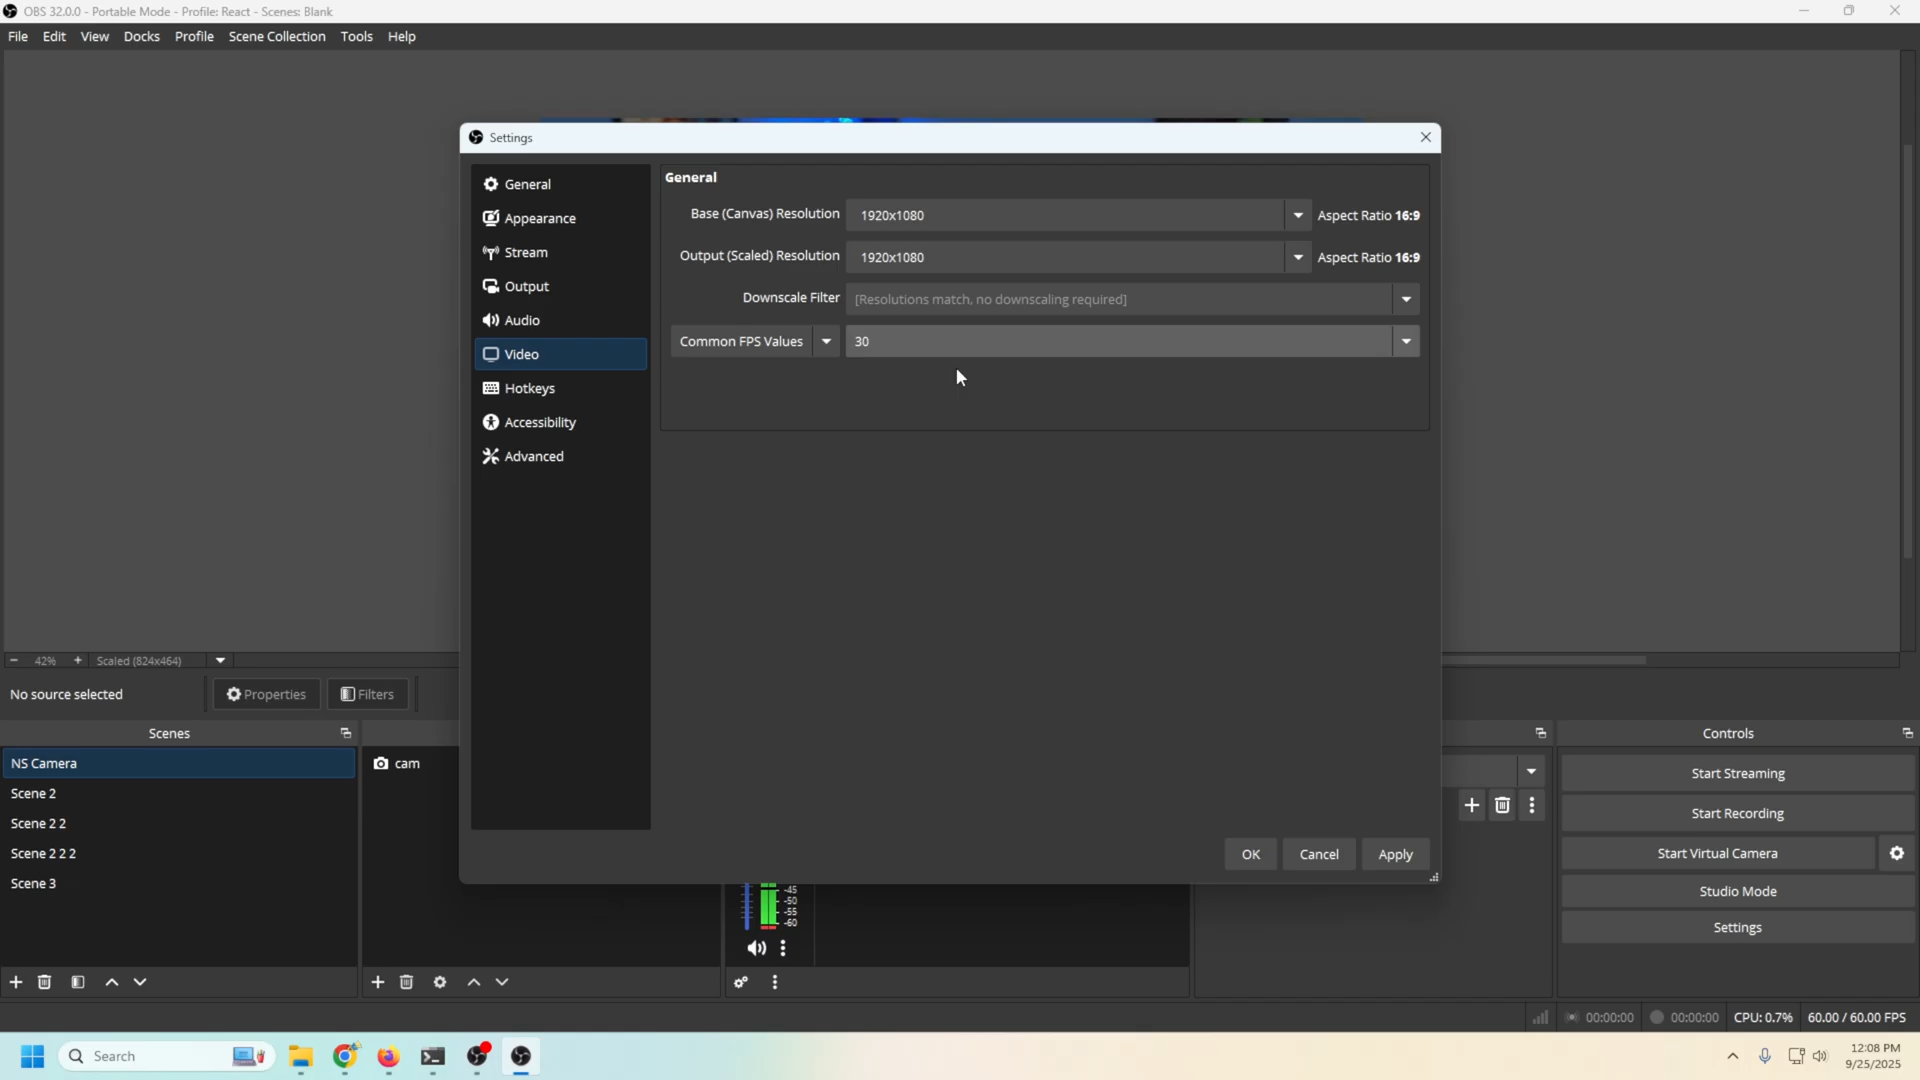 OBS 32.0.0 - Portable Mode - Profile: React - Scenes: Blank
File Edit View Docks Profile Scene Collection Tools Help
Settings
General
Appearance
Stream
Output
Audio
Video
Hotkeys
Accessibility
Advanced
General
Base (Canvas) Resolution 1920x1080 Aspect Ratio 16:9
Output (Scaled) Resolution 1920x1080 Aspect Ratio 16:9
Downscale Filter [Resolutions match, no downscaling required]
Common FPS Values 30
OK Cancel Apply
42% Scaled (824x464)
No source selected Properties Filters
Scenes
NS Camera
Scene 2
Scene 2 2
Scene 2 2 2
Scene 3
cam
-45
-50
-55
-60
Controls
Start Streaming
Start Recording
Start Virtual Camera
Studio Mode
Settings
00:00:00 00:00:00 CPU: 0.7% 60.00 / 60.00 FPS
Search
12:08 PM
9/25/2025